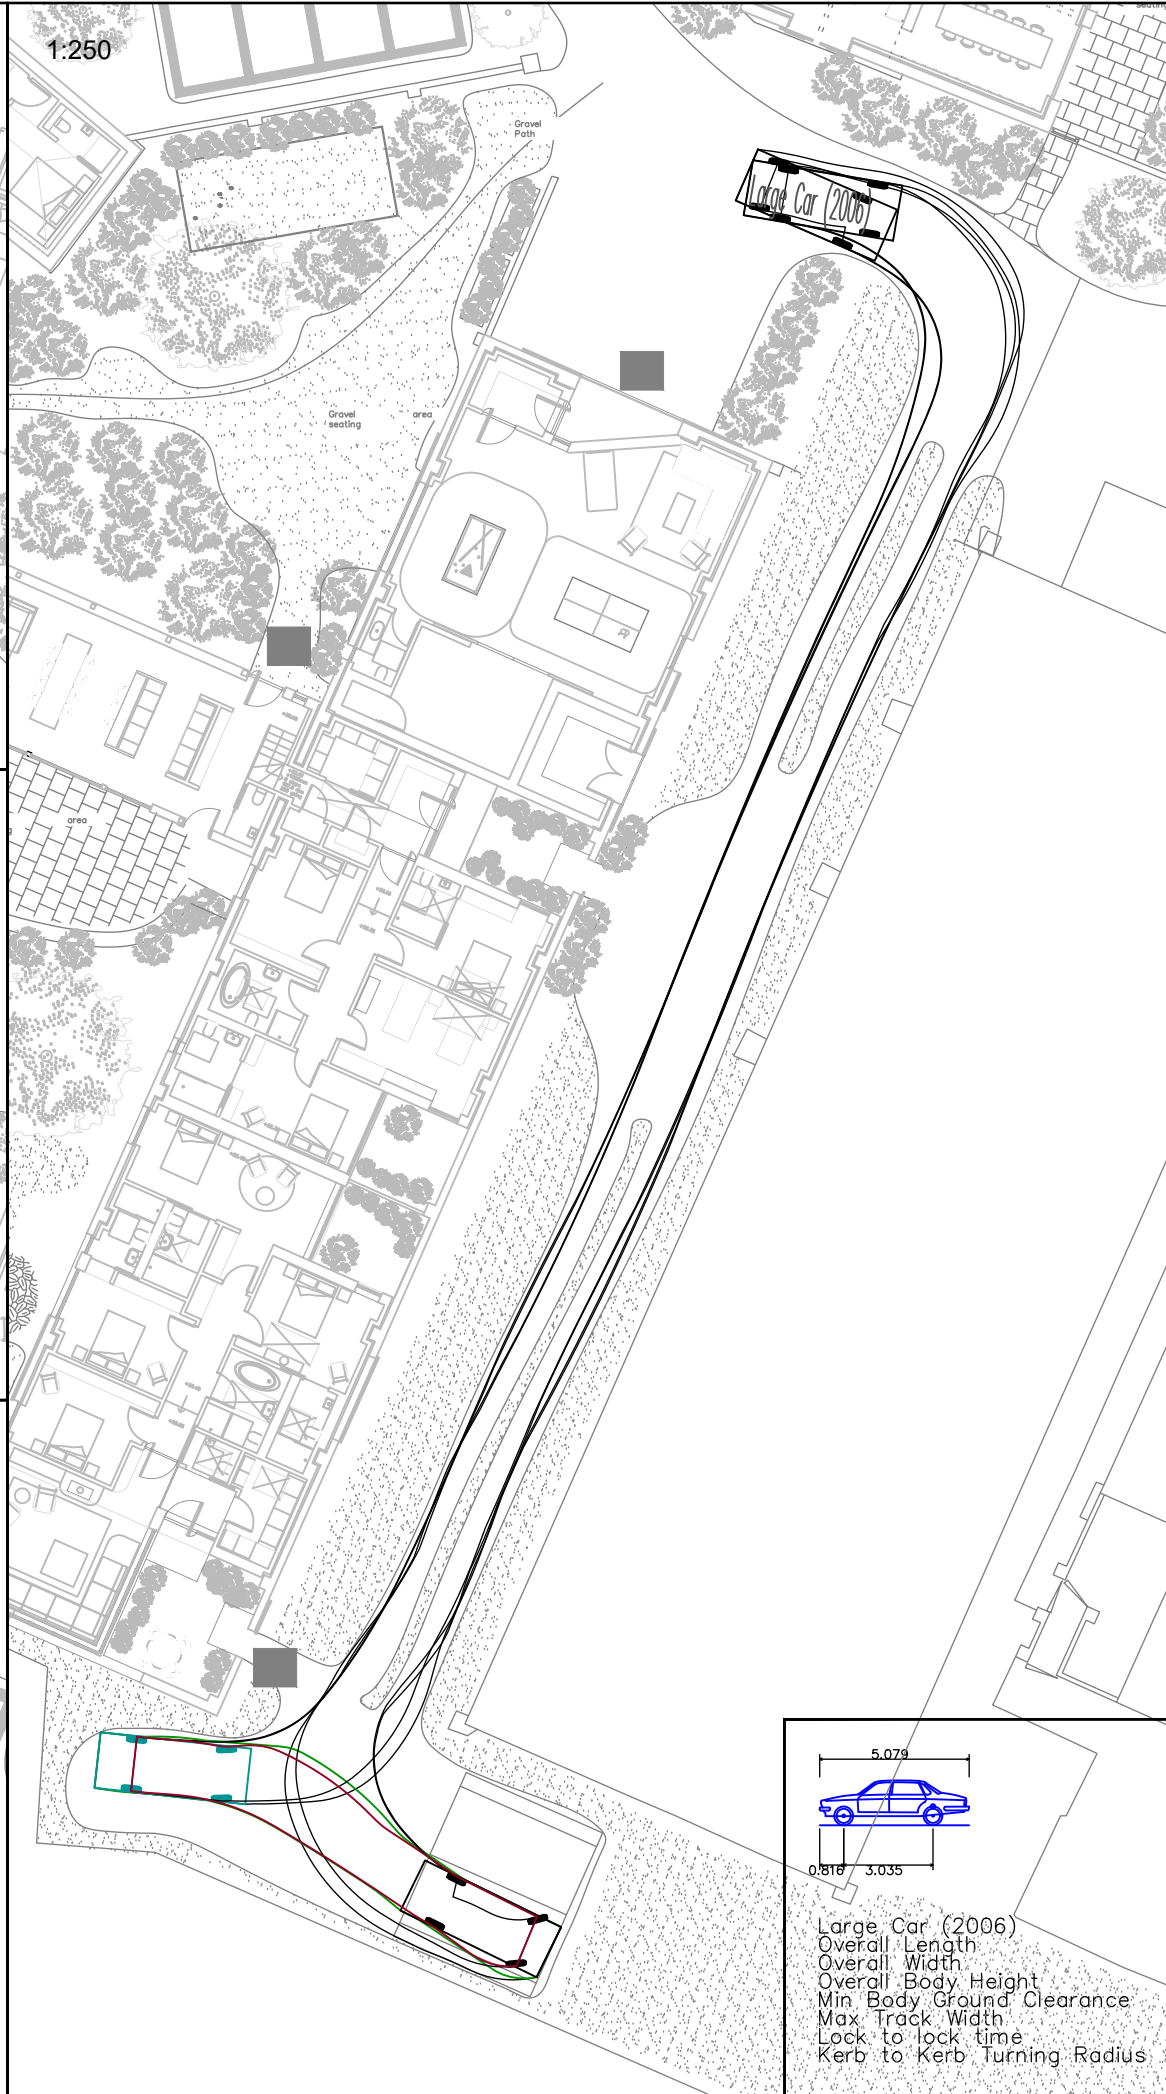 seating
1:250
Gravel
Path
Large Car (2006)
Gravel
seating
area
area
5.079
0.816
3.035
Large Car (2006)
Overall Length
Overall Width
Overall Body Height
Min Body Ground Clearance
Max Track Width
Lock to lock time
Kerb to Kerb Turning Radius